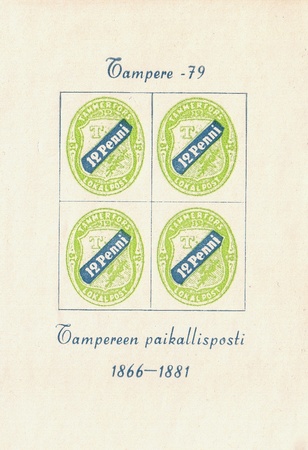 Tampere -79
TAMMERFORS
T
12 Penni
LOKALPOST
TAMMERFORS
T
12 Penni
LOKALPOST
TAMMERFORS
T
12 Penni
LOKALPOST
TAMMERFORS
T
12 Penni
LOKALPOST
Tampereen paikallisposti
1866—1881